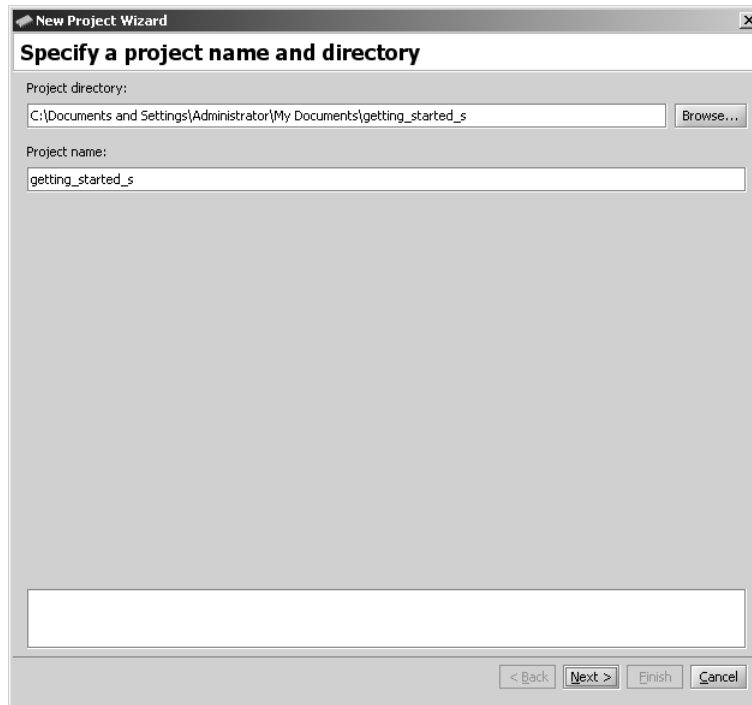 New Project Wizard
Specify a project name and directory
Project directory:
C:\Documents and Settings\Administrator\My Documents\getting_started_s
Browse...
Project name:
getting_started_s
< Back Next > Finish Cancel